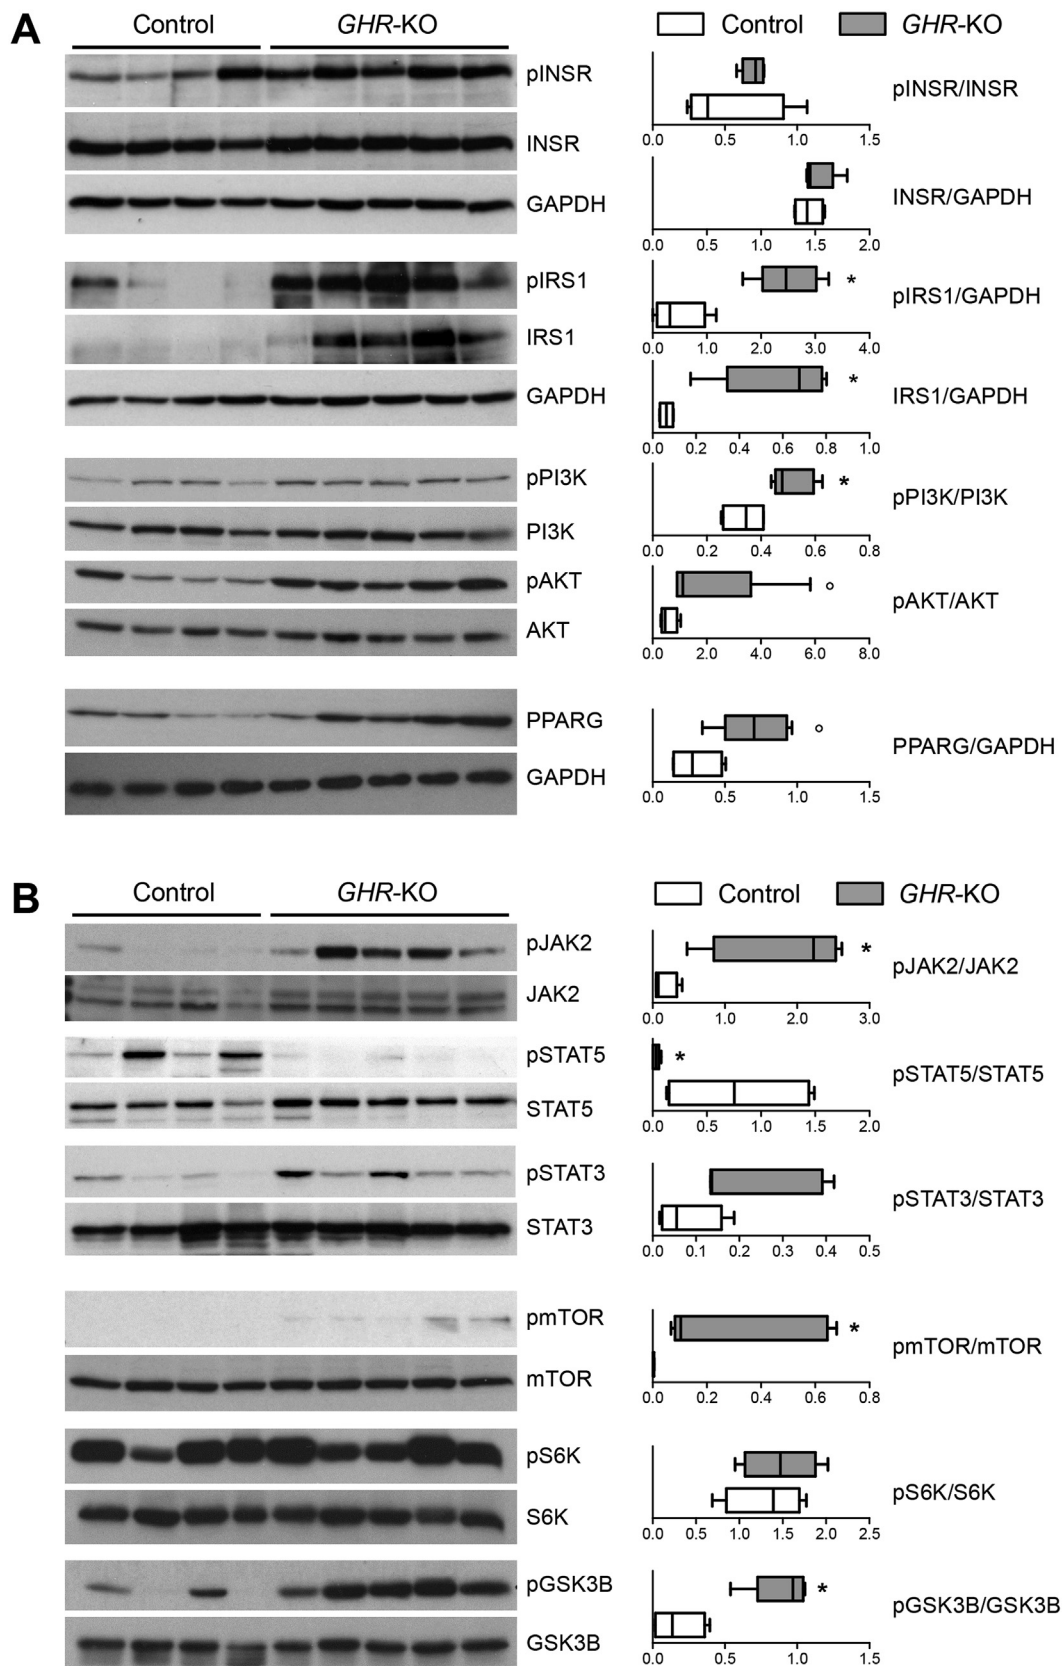 A
Control GHR-KO
Control GHR-KO
pINSR
INSR
GAPDH
pINSR/INSR
0.0 0.5 1.0 1.5
INSR/GAPDH
0.0 0.5 1.0 1.5 2.0
pIRS1
IRS1
GAPDH
* pIRS1/GAPDH
0.0 1.0 2.0 3.0 4.0
* IRS1/GAPDH
0.0 0.2 0.4 0.6 0.8 1.0
pPI3K
PI3K
pAKT
AKT
* pPI3K/PI3K
0.0 0.2 0.4 0.6 0.8
° pAKT/AKT
0.0 2.0 4.0 6.0 8.0
PPARG
GAPDH
° PPARG/GAPDH
0.0 0.5 1.0 1.5
B
Control GHR-KO
Control GHR-KO
pJAK2
JAK2
* pJAK2/JAK2
0.0 1.0 2.0 3.0
pSTAT5
STAT5
* pSTAT5/STAT5
0.0 0.5 1.0 1.5 2.0
pSTAT3
STAT3
pSTAT3/STAT3
0.0 0.1 0.2 0.3 0.4 0.5
pmTOR
mTOR
* pmTOR/mTOR
0.0 0.2 0.4 0.6 0.8
pS6K
S6K
pS6K/S6K
0.0 0.5 1.0 1.5 2.0 2.5
pGSK3B
GSK3B
* pGSK3B/GSK3B
0.0 0.5 1.0 1.5